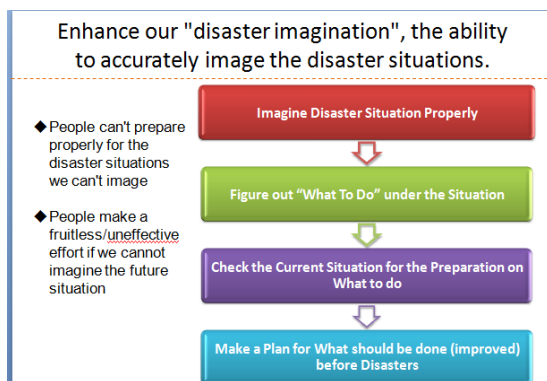 Enhance our "disaster imagination", the ability
to accurately image the disaster situations.
◆People can't prepare
properly for the
disaster situations
we can't image
◆People make a
fruitless/uneffective
effort if we cannot
imagine the future
situation
Imagine Disaster Situation Properly
Figure out “What To Do” under the Situation
Check the Current Situation for the Preparation on
What to do
Make a Plan for What should be done (improved)
before Disasters